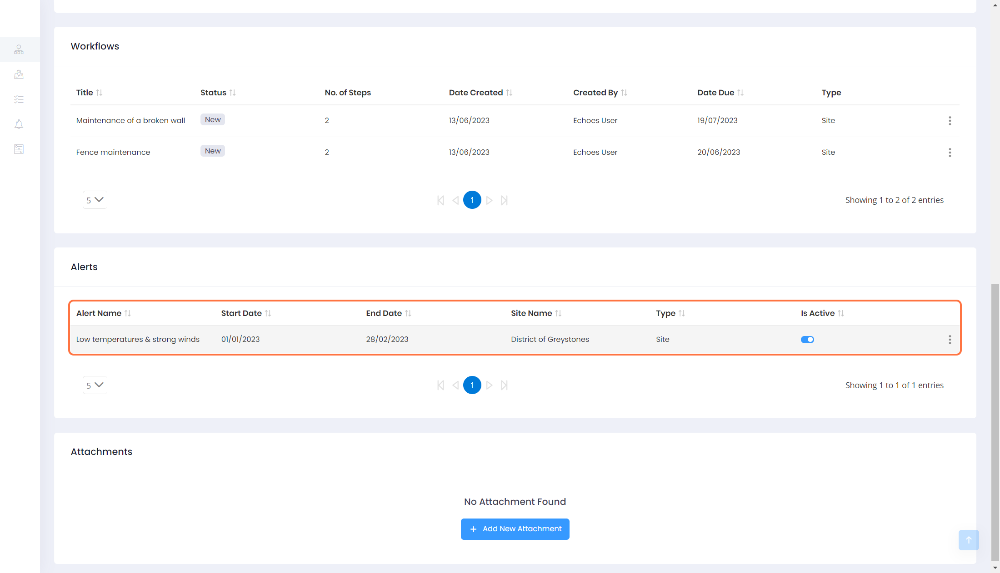 Workflows
Title Status No. of Steps Date Created Created By Date Due Type
Maintenance of a broken wall New 2 13/06/2023 Echoes User 19/07/2023 Site
Fence maintenance New 2 13/06/2023 Echoes User 20/06/2023 Site
5 1 Showing 1 to 2 of 2 entries
Alerts
Alert Name Start Date End Date Site Name Type Is Active
Low temperatures & strong winds 01/01/2023 28/02/2023 District of Greystones Site
5 1 Showing 1 to 1 of 1 entries
Attachments
No Attachment Found
+ Add New Attachment